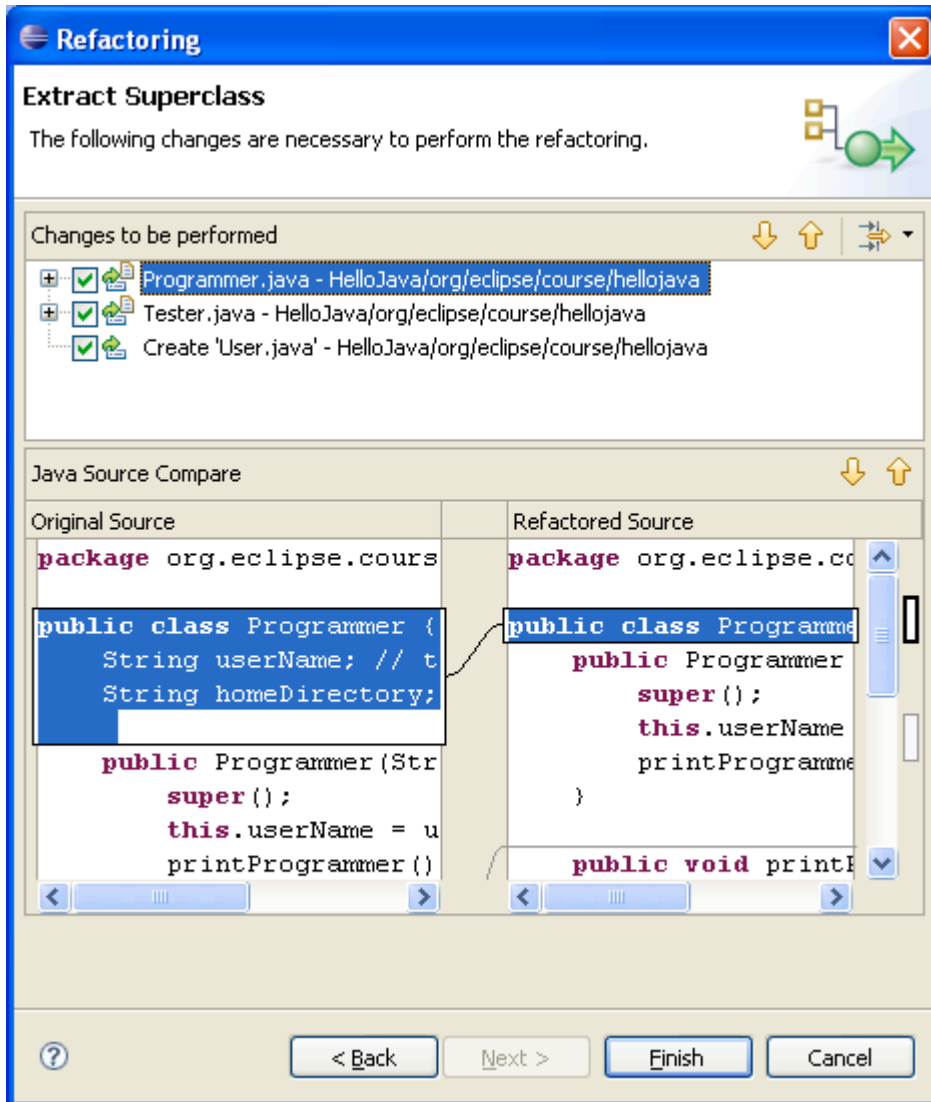 Refactoring
Extract Superclass
The following changes are necessary to perform the refactoring.
Changes to be performed
Programmer.java - HelloJava/org/eclipse/course/hellojava
Tester.java - HelloJava/org/eclipse/course/hellojava
Create 'User.java' - HelloJava/org/eclipse/course/hellojava
Java Source Compare
Original Source
package org.eclipse.cours
public class Programmer {
String userName; // t
String homeDirectory;
public Programmer(Str
super();
this.userName = u
printProgrammer()
Refactored Source
package org.eclipse.co
public class Programme
public Programmer
super();
this.userName
printProgramme
}
public void printP
?
< Back
Next >
Finish
Cancel